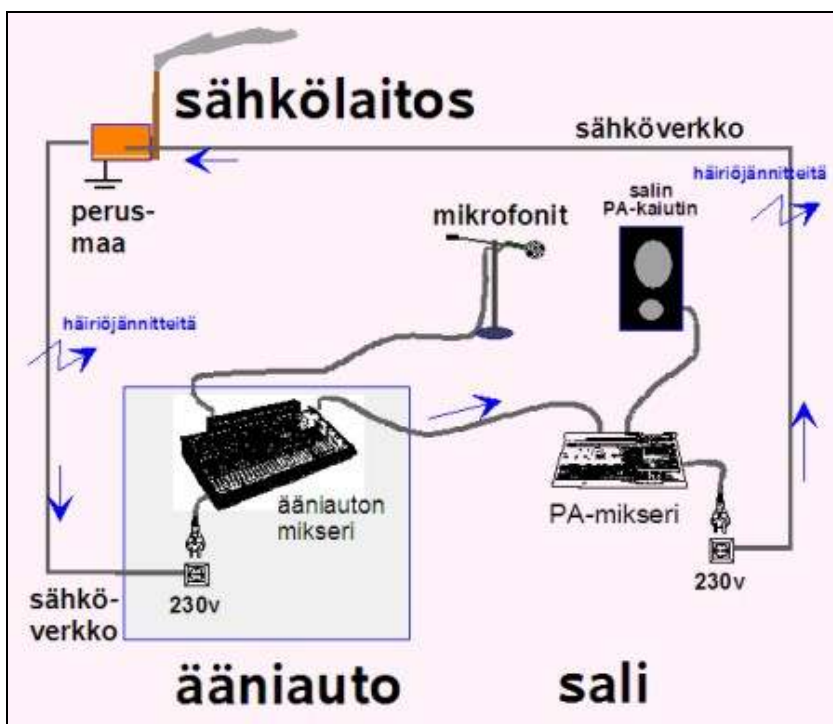 sähkölaitos
sähköverkko
häiriöjännitteitä
salin
PA-kaiutin
perus-
maa
mikrofonit
häiriöjännitteitä
ääniauton
mikseri
PA-mikseri
230v
230v
sähkö-
verkko
ääniauto
sali